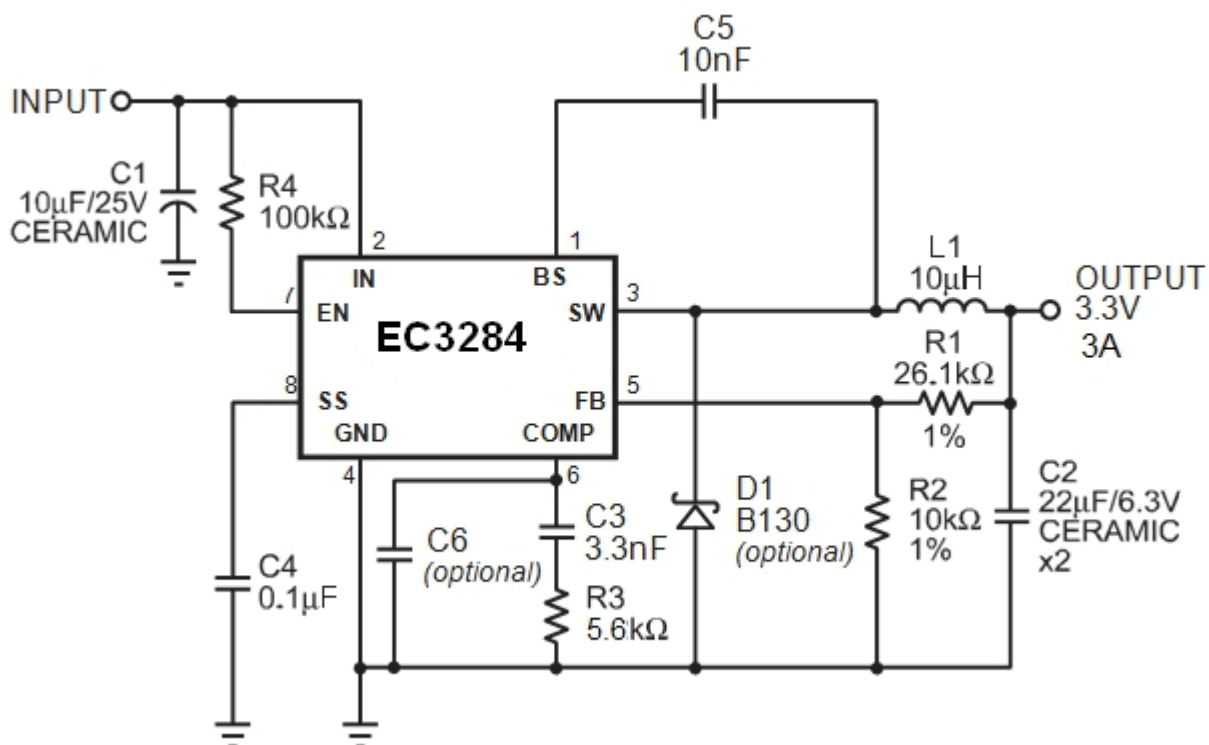 C5
10nF
INPUT
C1
10µF/25V
CERAMIC
R4
100kΩ
2
1
IN
BS
7
EN
SW
3
EC3284
L1
10µH
OUTPUT
3.3V
3A
8
SS
FB
5
R1
26.1kΩ
1%
GND
COMP
4
6
C4
0.1µF
C6
(optional)
C3
3.3nF
R3
5.6kΩ
D1
B130
(optional)
R2
10kΩ
1%
C2
22µF/6.3V
CERAMIC
x2